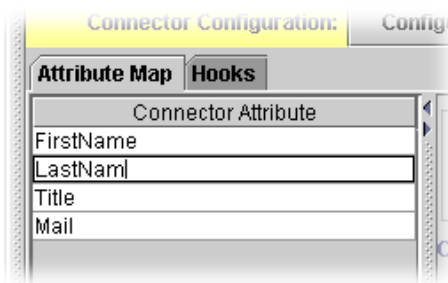 Connector Configuration: Config
Attribute Map Hooks
Connector Attribute
FirstName
LastNam
Title
Mail